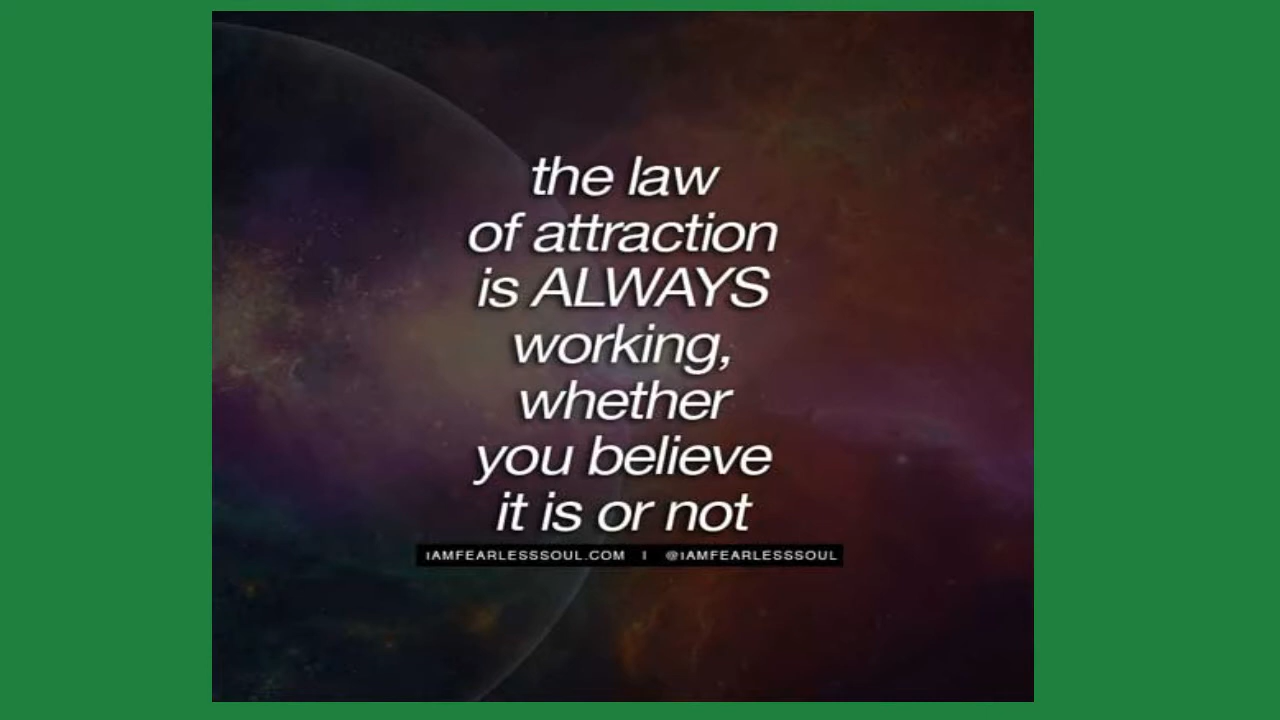 the law
of attraction
is ALWAYS
working,
whether
you believe
it is or not
iAMFEARLESSSOUL.COM I @iAMFEARLESSSOUL